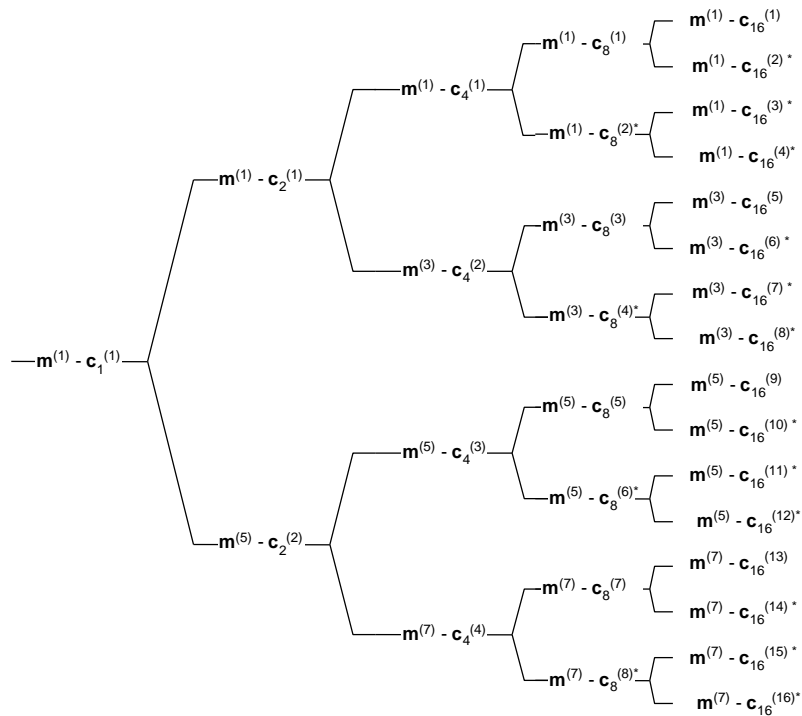 m(1) - c1(1)
m(1) - c2(1)
m(5) - c2(2)
m(1) - c4(1)
m(3) - c4(2)
m(5) - c4(3)
m(7) - c4(4)
m(1) - c8(1)
m(1) - c8(2)*
m(3) - c8(3)
m(3) - c8(4)*
m(5) - c8(5)
m(5) - c8(6)*
m(7) - c8(7)
m(7) - c8(8)*
m(1) - c16(1)
m(1) - c16(2) *
m(1) - c16(3) *
m(1) - c16(4)*
m(3) - c16(5)
m(3) - c16(6) *
m(3) - c16(7) *
m(3) - c16(8)*
m(5) - c16(9)
m(5) - c16(10) *
m(5) - c16(11) *
m(5) - c16(12)*
m(7) - c16(13)
m(7) - c16(14) *
m(7) - c16(15) *
m(7) - c16(16)*